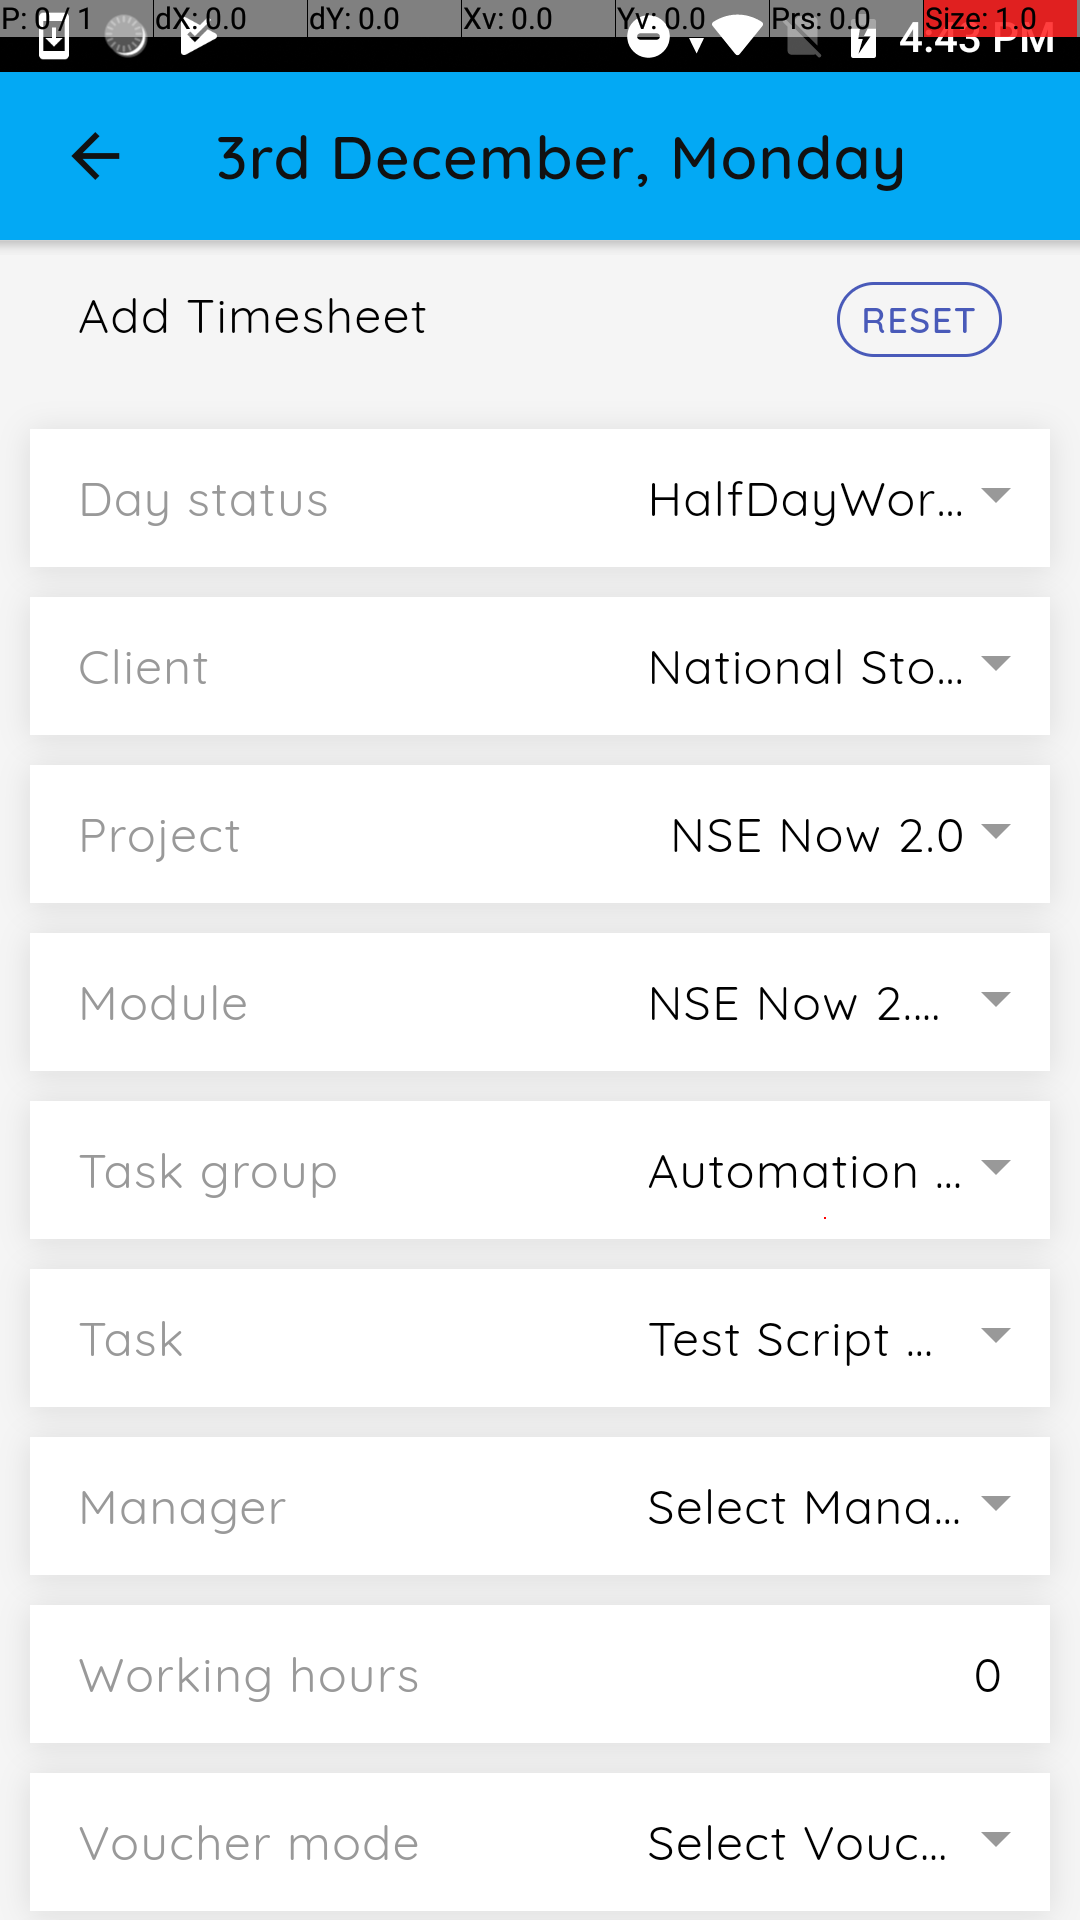 P: 0 / 1 dX: 0.0 dY: 0.0 Xv: 0.0 Yv: 0.0 Prs: 0.0 Size: 1.0
4:43 PM
3rd December, Monday
Add Timesheet RESET
Day status HalfDayWor...
Client National Sto...
Project NSE Now 2.0
Module NSE Now 2....
Task group Automation ...
Task Test Script ...
Manager Select Mana...
Working hours 0
Voucher mode Select Vouc...